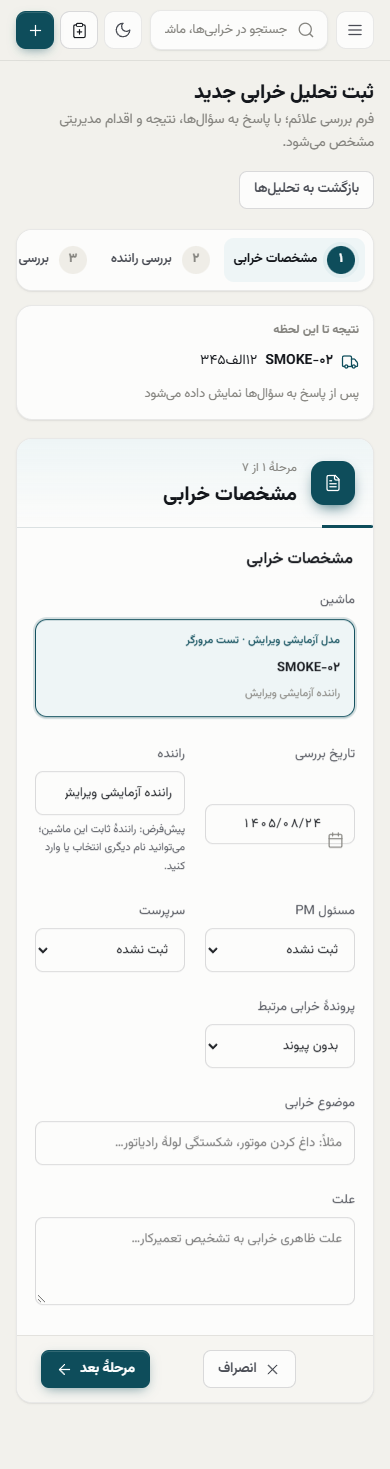 جستجو در خرابی‌ها، ماش
ثبت تحلیل خرابی جدید
فرم بررسی علائم؛ با پاسخ به سؤال‌ها، نتیجه و اقدام مدیریتی
مشخص می‌شود.
بازگشت به تحلیل‌ها
۱ مشخصات خرابی ۲ بررسی راننده ۳ بررسی
نتیجه تا این لحظه
SMOKE-۰۲ ۱۲الف۳۴۵
پس از پاسخ به سؤال‌ها نمایش داده می‌شود
مرحلهٔ ۱ از ۷
مشخصات خرابی
مشخصات خرابی
ماشین
مدل آزمایشی ویرایش · تست مرورگر
SMOKE-۰۲
راننده آزمایشی ویرایش
تاریخ بررسی
۱۴۰۵/۰۸/۲۴
راننده
راننده آزمایشی ویرایش
پیش‌فرض: رانندهٔ ثابت این ماشین؛
می‌توانید نام دیگری انتخاب یا وارد
کنید.
مسئول PM
ثبت نشده
سرپرست
ثبت نشده
پروندهٔ خرابی مرتبط
بدون پیوند
موضوع خرابی
مثلاً: داغ کردن موتور، شکستگی لولهٔ رادیاتور…
علت
علت ظاهری خرابی به تشخیص تعمیرکار…
انصراف
مرحلهٔ بعد